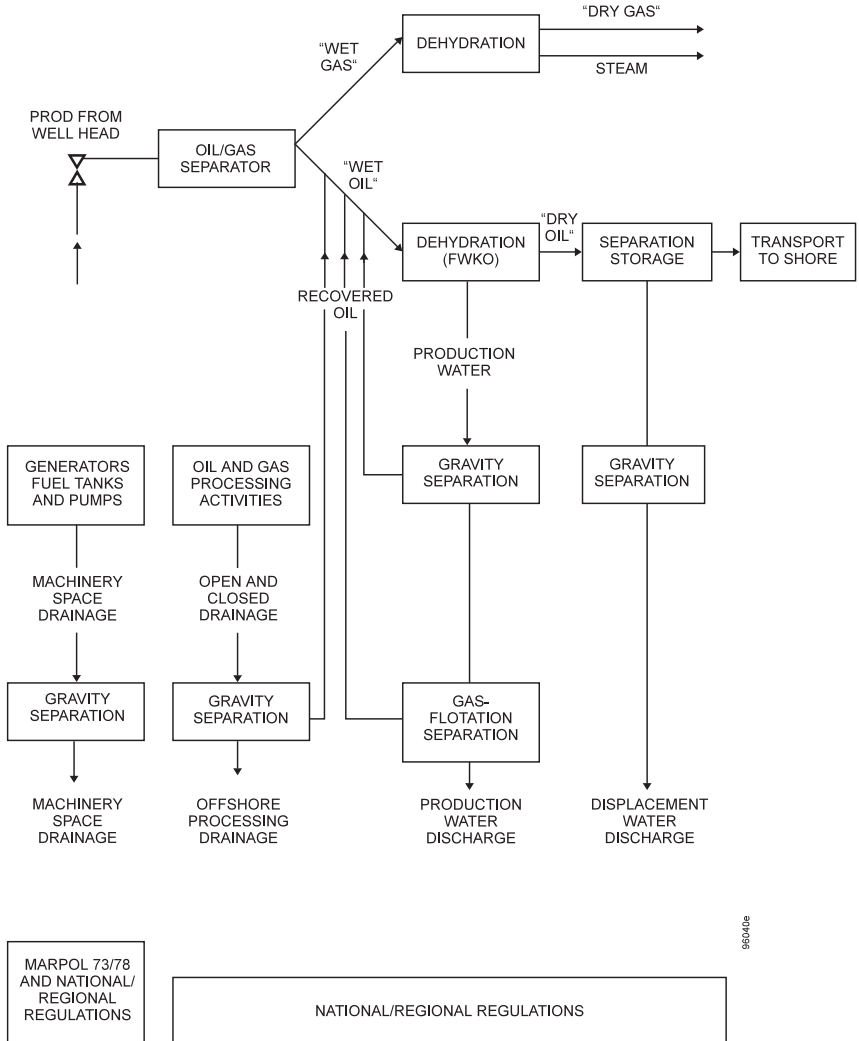 “DRY GAS“
“WET
GAS“
DEHYDRATION
STEAM
PROD FROM
WELL HEAD
OIL/GAS
SEPARATOR
“WET
OIL“
DEHYDRATION
(FWKO)
“DRY
OIL“
SEPARATION
STORAGE
TRANSPORT
TO SHORE
RECOVERED
OIL
PRODUCTION
WATER
GENERATORS
FUEL TANKS
AND PUMPS
OIL AND GAS
PROCESSING
ACTIVITIES
GRAVITY
SEPARATION
GRAVITY
SEPARATION
MACHINERY
SPACE
DRAINAGE
OPEN AND
CLOSED
DRAINAGE
GRAVITY
SEPARATION
GRAVITY
SEPARATION
GAS-
FLOTATION
SEPARATION
MACHINERY
SPACE
DRAINAGE
OFFSHORE
PROCESSING
DRAINAGE
PRODUCTION
WATER
DISCHARGE
DISPLACEMENT
WATER
DISCHARGE
96040e
MARPOL 73/78
AND NATIONAL/
REGIONAL
REGULATIONS
NATIONAL/REGIONAL REGULATIONS